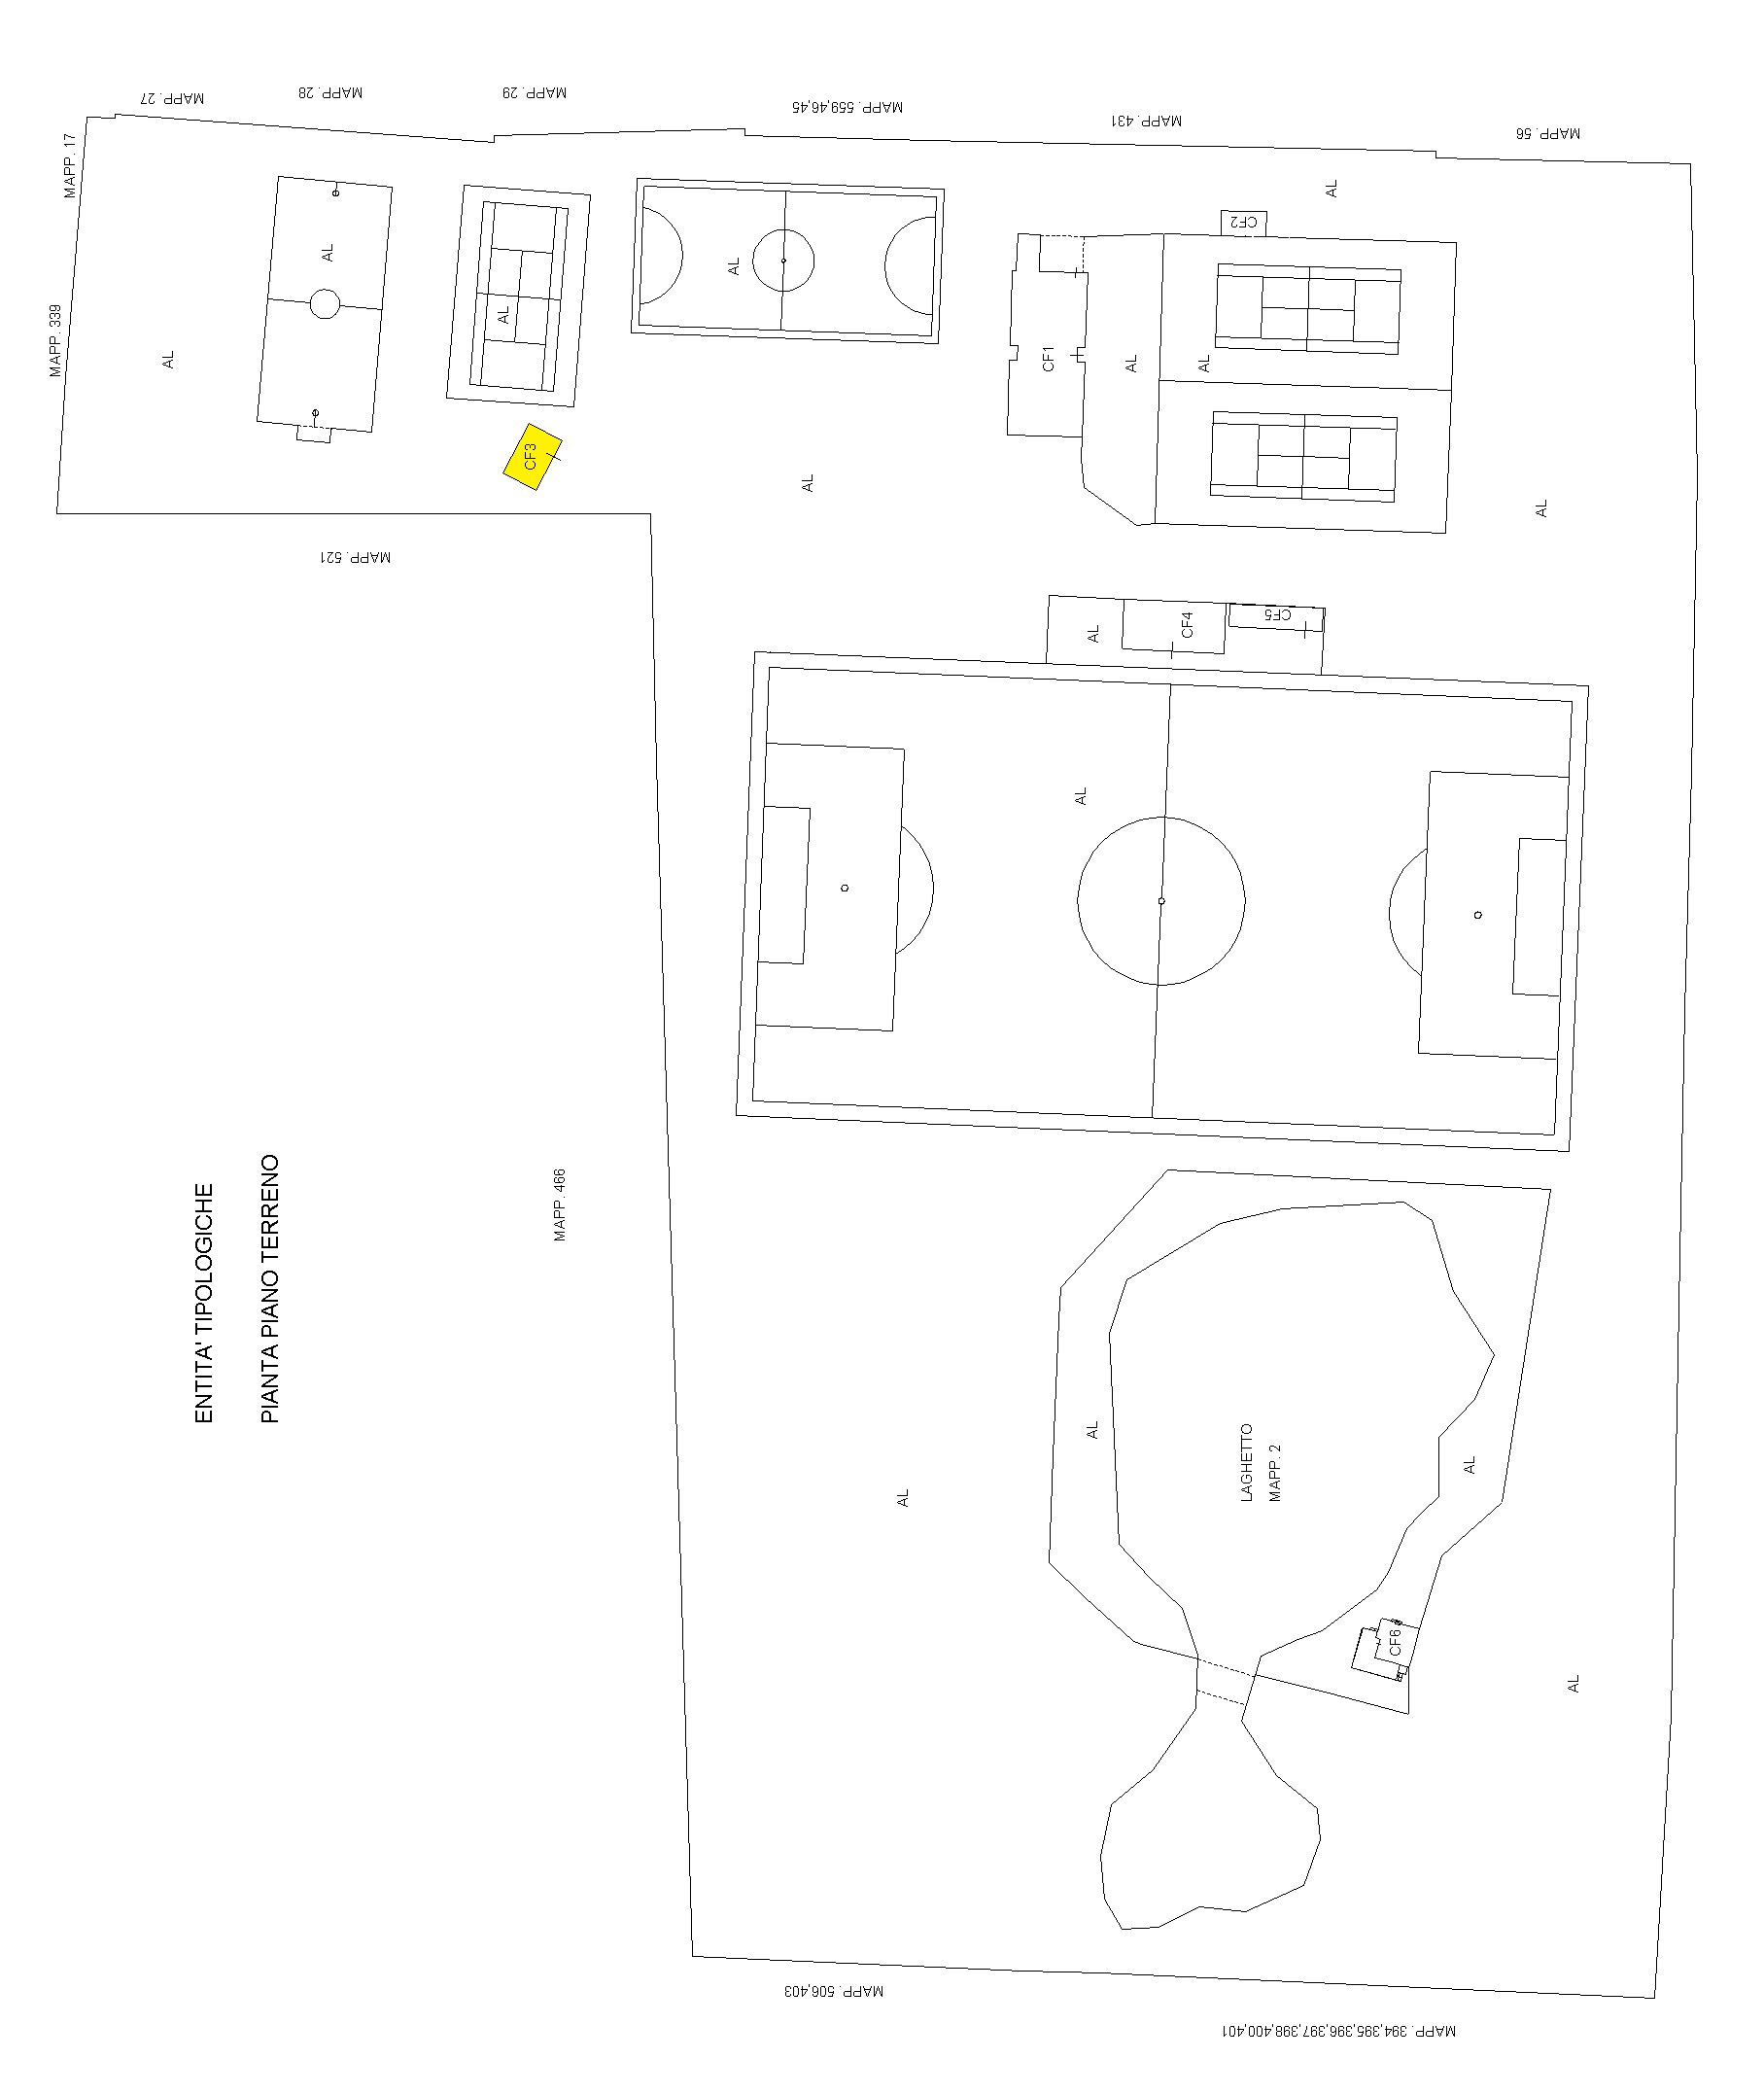 MAPP. 27
MAPP. 28
MAPP. 29
MAPP. 559,46,45
MAPP. 431
MAPP. 56
MAPP. 17
MAPP. 339
AL
AL
AL
AL
CF3
AL
CF1
AL
AL
CF2
AL
AL
MAPP. 521
AL
CF4
CF5
AL
ENTITA' TIPOLOGICHE
PIANTA PIANO TERRENO
MAPP. 466
AL
AL
LAGHETTO
MAPP. 2
AL
CF6
AL
MAPP. 506,403
MAPP. 394,395,396,397,398,400,401